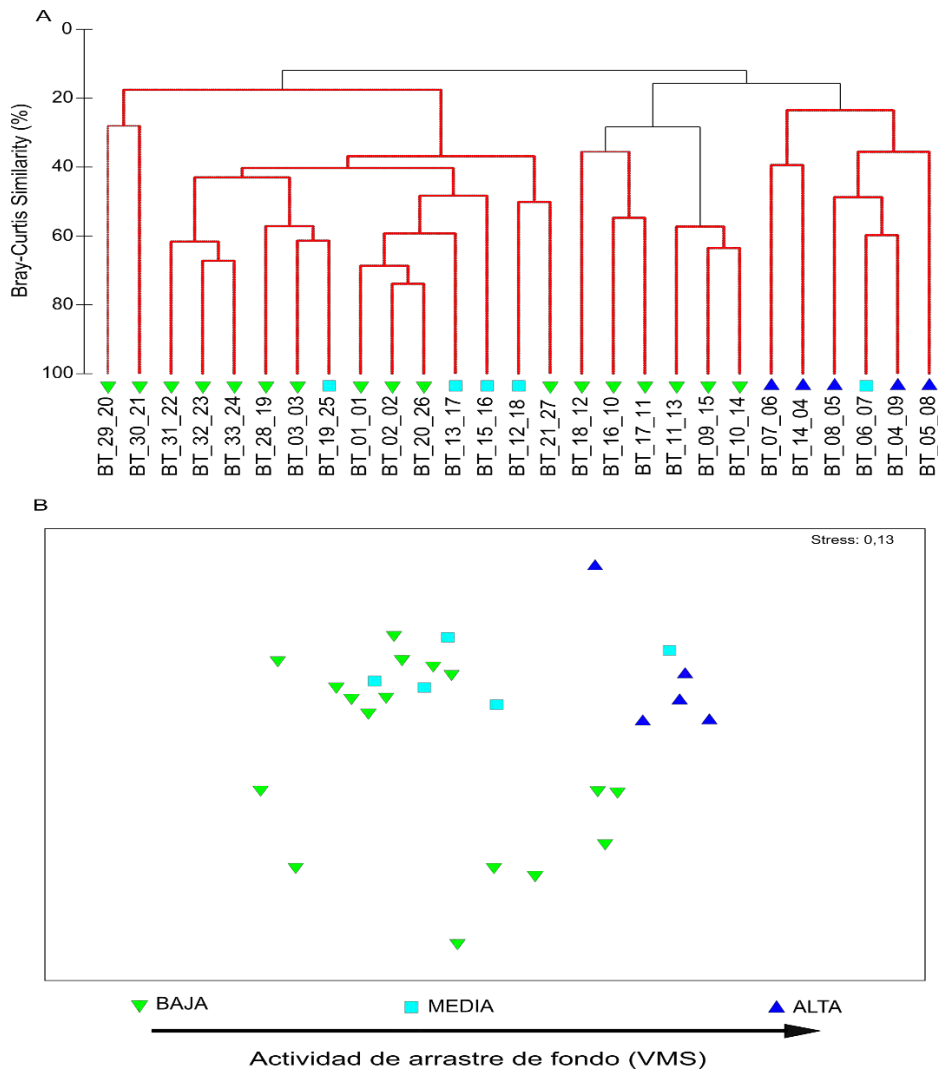 A
0
20
40
60
80
100
Bray-Curtis Similarity (%)
BT_29_20
BT_30_21
BT_31_22
BT_32_23
BT_33_24
BT_28_19
BT_03_03
BT_19_25
BT_01_01
BT_02_02
BT_20_26
BT_13_17
BT_15_16
BT_12_18
BT_21_27
BT_18_12
BT_16_10
BT_17_11
BT_11_13
BT_09_15
BT_10_14
BT_07_06
BT_14_04
BT_08_05
BT_06_07
BT_04_09
BT_05_08
B
Stress: 0,13
BAJA
MEDIA
ALTA
Actividad de arrastre de fondo (VMS)